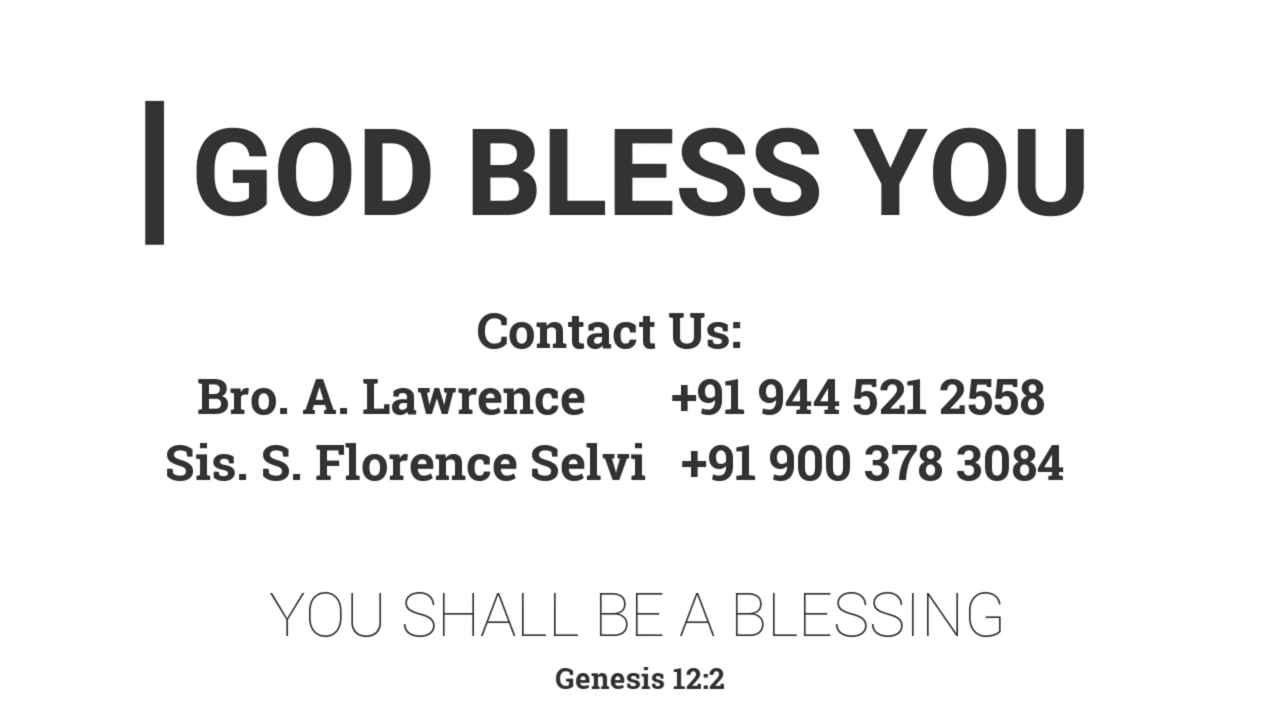 GOD BLESS YOU
Contact Us:
Bro. A. Lawrence +91 944 521 2558
Sis. S. Florence Selvi +91 900 378 3084
YOU SHALL BE A BLESSING
Genesis 12:2